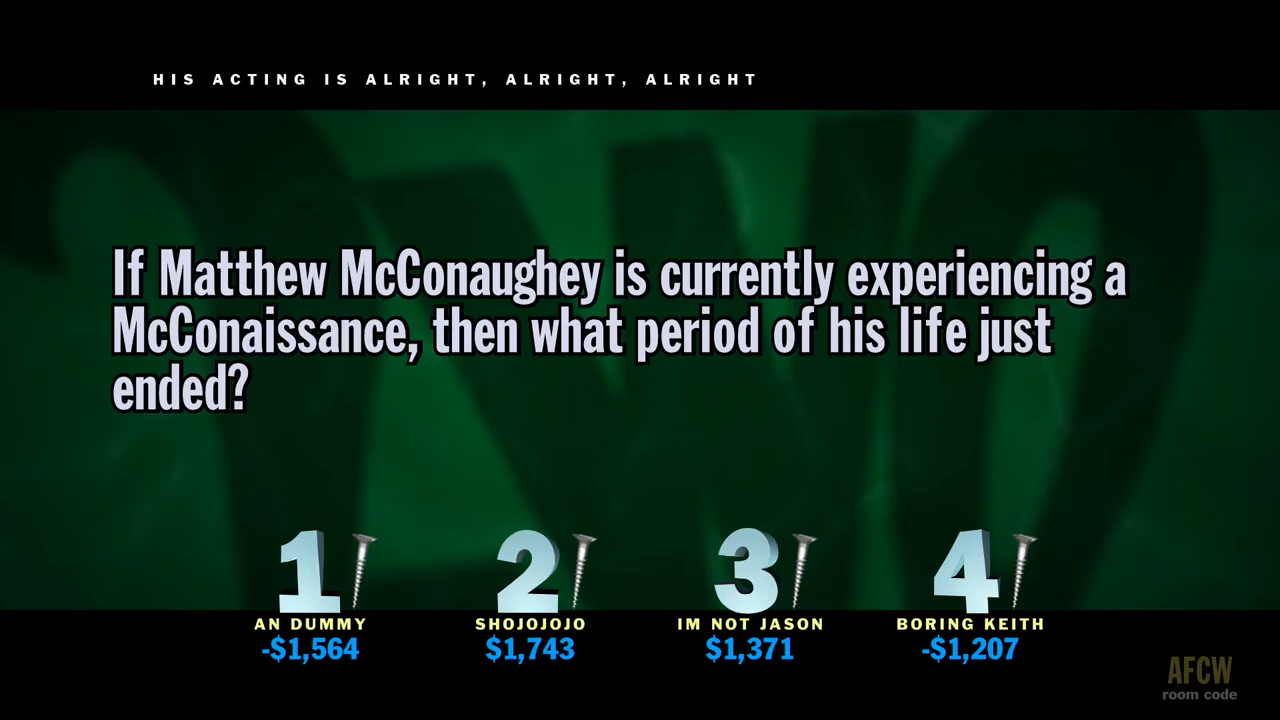 HIS ACTING IS ALRIGHT, ALRIGHT, ALRIGHT
If Matthew McConaughey is currently experiencing a
McConaissance, then what period of his life just
ended?
1 2 3 4
AN DUMMY SHOJOJOJO IM NOT JASON BORING KEITH
-$1,564 $1,743 $1,371 -$1,207
AFCW
room code